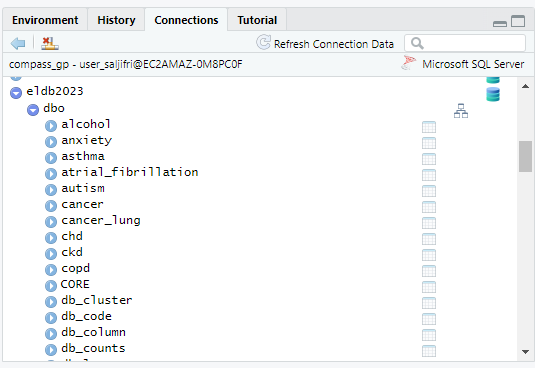 Environment History Connections Tutorial
Refresh Connection Data
compass_gp - user_saljifri@EC2AMAZ-0M8PC0F Microsoft SQL Server
eldb2023
dbo
alcohol
anxiety
asthma
atrial_fibrillation
autism
cancer
cancer_lung
chd
ckd
copd
CORE
db_cluster
db_code
db_column
db_counts